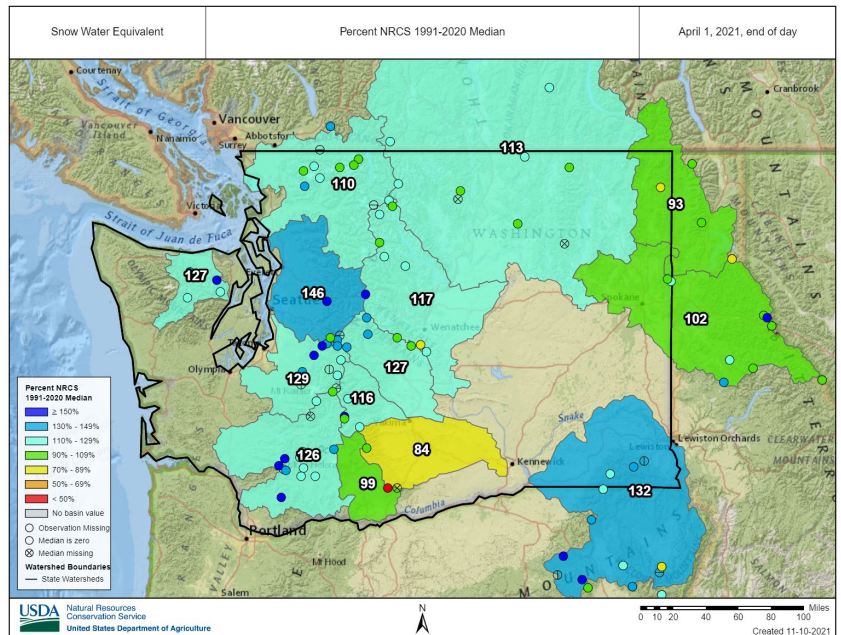 Snow Water Equivalent
Percent NRCS 1991-2020 Median
April 1, 2021, end of day
Courtenay
Cranbrook
Strait of Georgia
Vancouver
Vancouver
Island
Nanaimo
Abbotsfor
Surrey
113
110
Victoria
93
Strait of Juan de Fuca
WASHINGTON
127
146
Seattle
117
Spokane
102
Wenatchee
Olympia
129
127
116
Percent NRCS
1991-2020 Median
≥ 150%
130% - 149%
110% - 129%
90% - 109%
70% - 89%
50% - 69%
< 50%
No basin value
Observation Missing
Median is zero
Median missing
Watershed Boundaries
State Watersheds
Snake
Yakima
84
Lewiston
Lewiston Orchards
CLEARWATER
MOUNTAINS
126
Kennewick
99
132
Columbia
Portland
VALLEY
Mt Hood
MOUNTAINS
Salem
USDA
Natural Resources
Conservation Service
United States Department of Agriculture
N
Miles
0 10 20 40 60 80 100
Created 11-10-2021